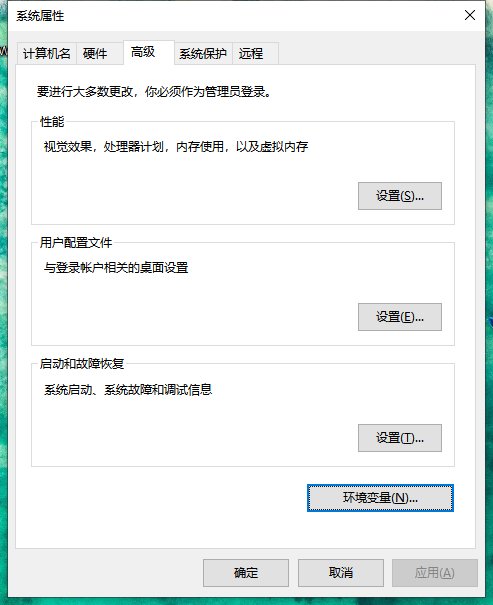 系统属性
计算机名 硬件 高级 系统保护 远程
要进行大多数更改，你必须作为管理员登录。
性能
视觉效果，处理器计划，内存使用，以及虚拟内存
设置(S)...
用户配置文件
与登录帐户相关的桌面设置
设置(E)...
启动和故障恢复
系统启动、系统故障和调试信息
设置(T)...
环境变量(N)...
确定 取消 应用(A)